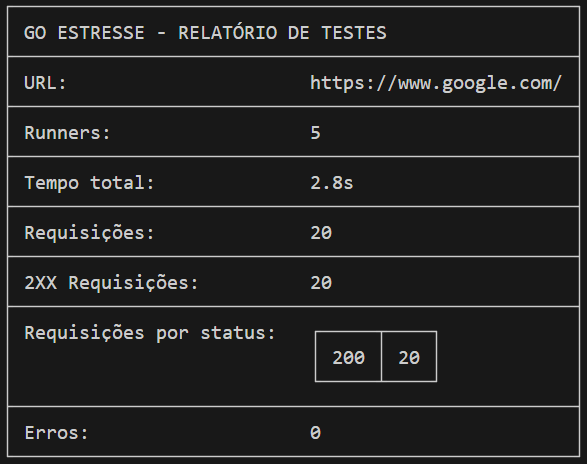 GO ESTRESSE - RELATÓRIO DE TESTES
URL: https://www.google.com/
Runners: 5
Tempo total: 2.8s
Requisições: 20
2XX Requisições: 20
Requisições por status:
200 20
Erros: 0